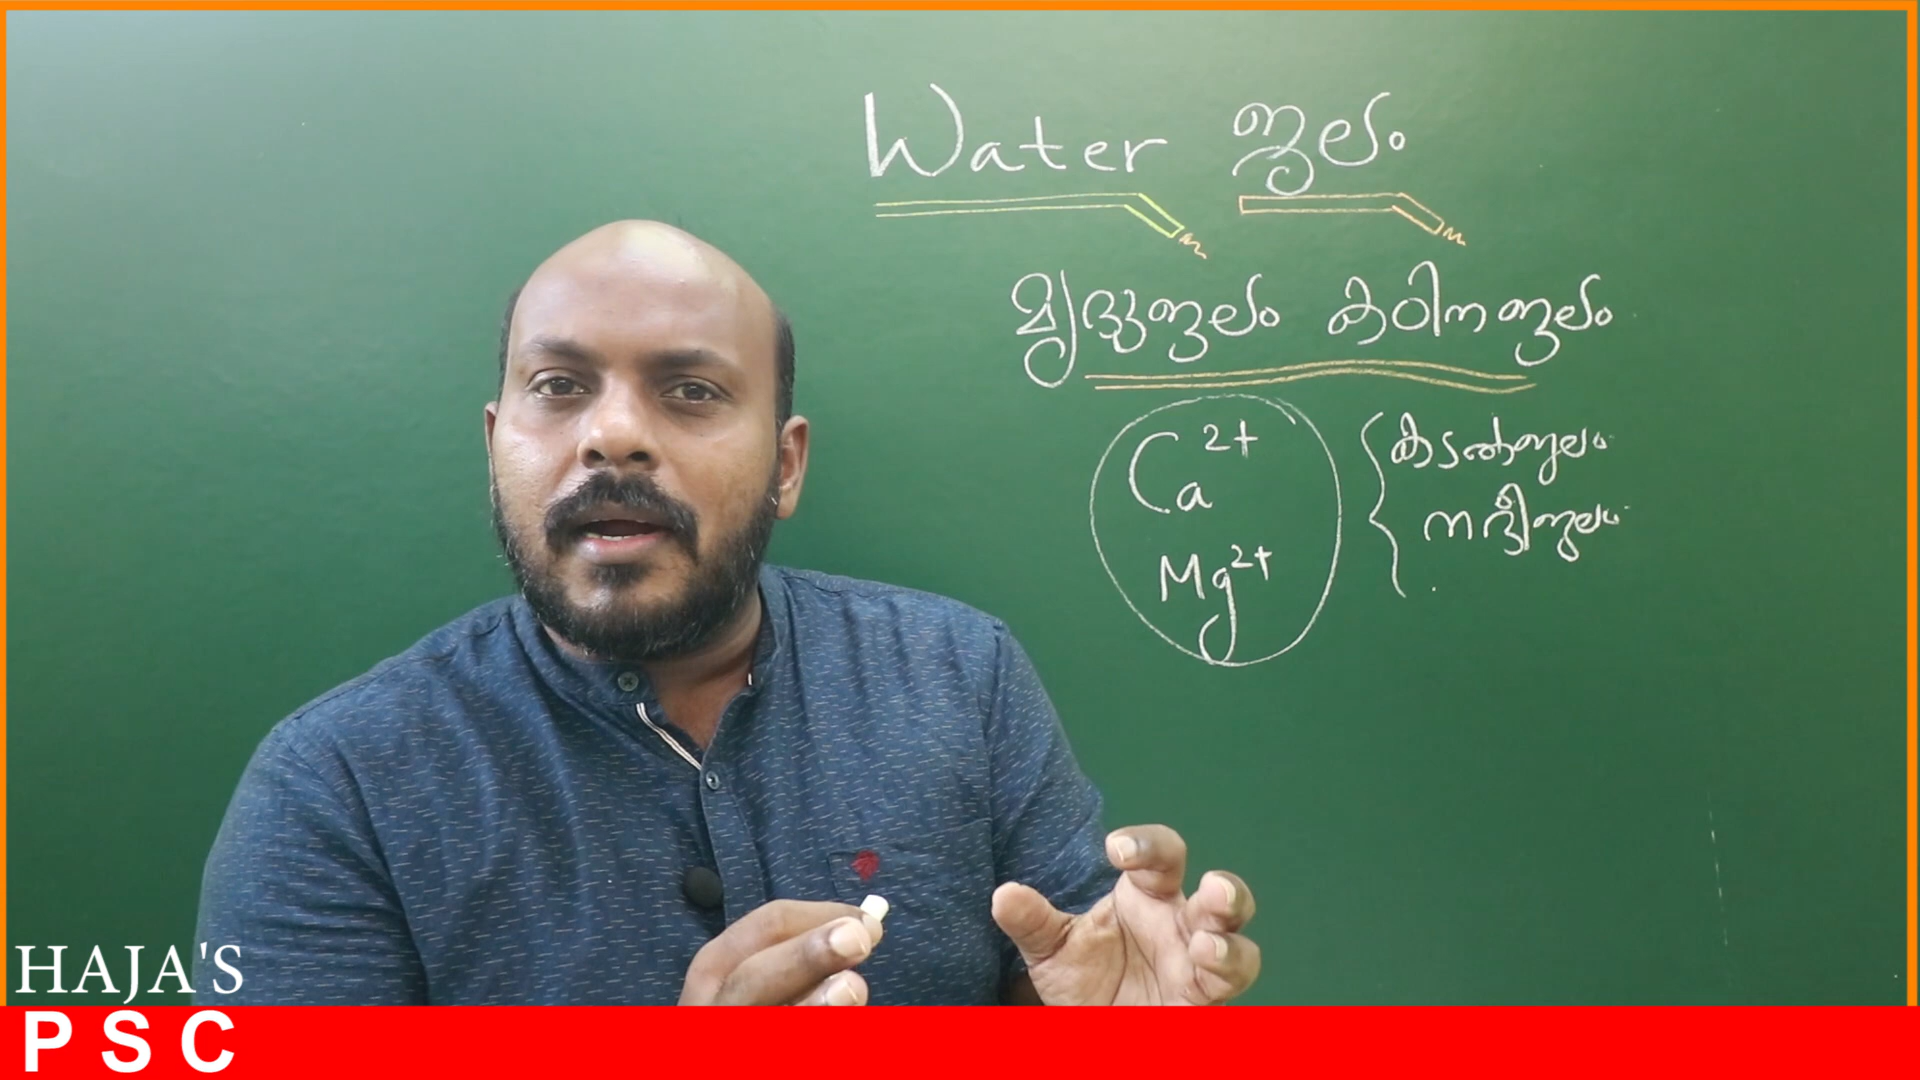 Water ജലം
മൃദുജലം കഠിനജലം
Ca2+
Mg2+
കടൽജലം
നദീജലം
HAJA'S
PSC